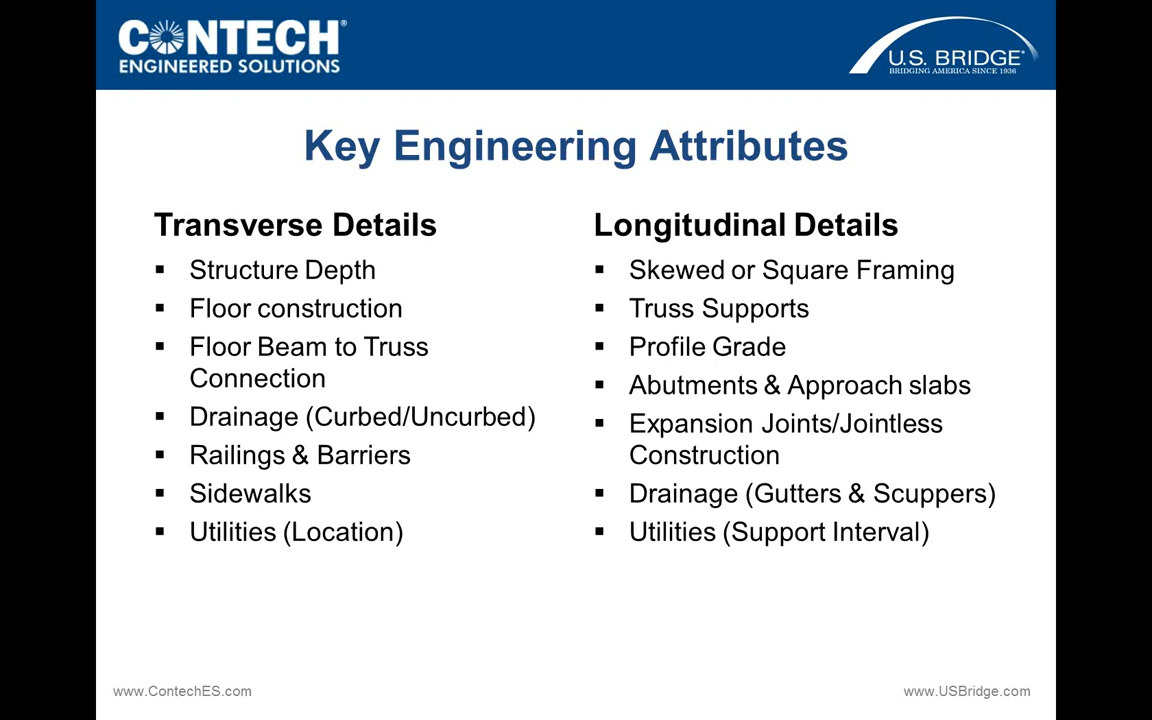 CONTECH®
ENGINEERED SOLUTIONS
U.S. BRIDGE®
BRIDGING AMERICA SINCE 1936
Key Engineering Attributes
Transverse Details
▪ Structure Depth
▪ Floor construction
▪ Floor Beam to Truss
Connection
▪ Drainage (Curbed/Uncurbed)
▪ Railings & Barriers
▪ Sidewalks
▪ Utilities (Location)
Longitudinal Details
▪ Skewed or Square Framing
▪ Truss Supports
▪ Profile Grade
▪ Abutments & Approach slabs
▪ Expansion Joints/Jointless
Construction
▪ Drainage (Gutters & Scuppers)
▪ Utilities (Support Interval)
www.ContechES.com
www.USBridge.com